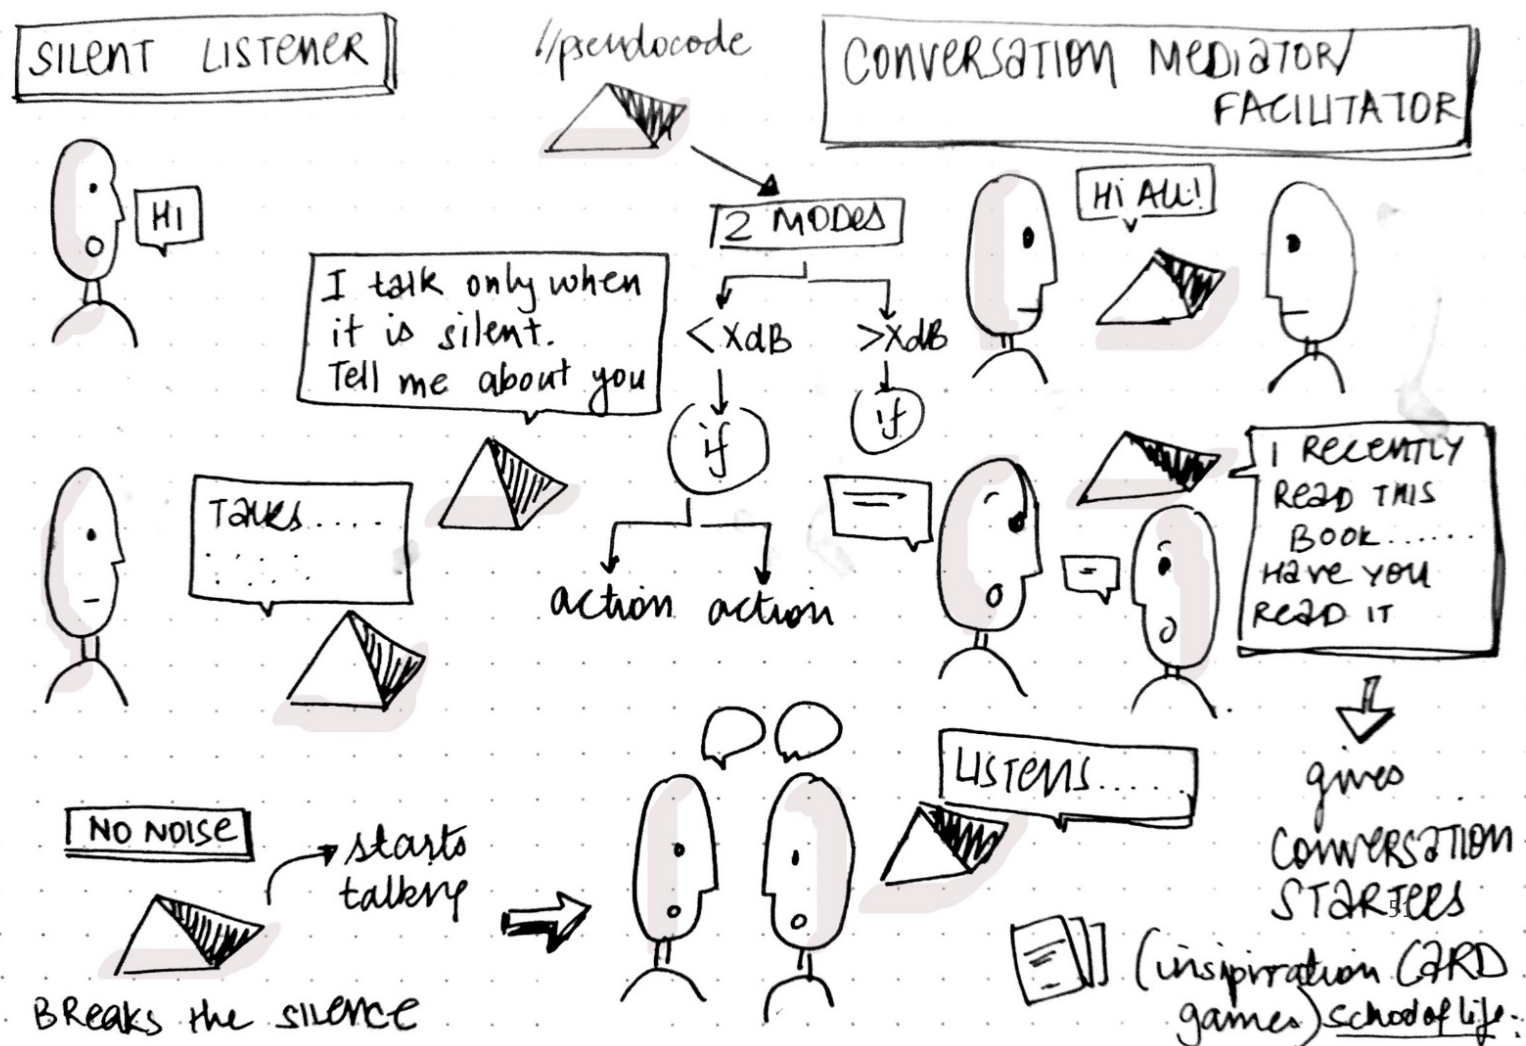 SILENT LISTENER
//pseudocode
CONVERSATION MEDIATOR/
FACILITATOR
HI
2 MODES
HI ALL!
I talk only when
it is silent.
Tell me about you
< XdB
>XdB
if
if
TALKS....
.....
I RECENTLY
READ THIS
BOOK......
HAVE YOU
READ IT
action action
LISTENS.....
gives
CONVERSATION
STARTERS
51
(insipirration CARD
games) school of life.
NO NOISE
starts
talking
BREAKS the SILENCE